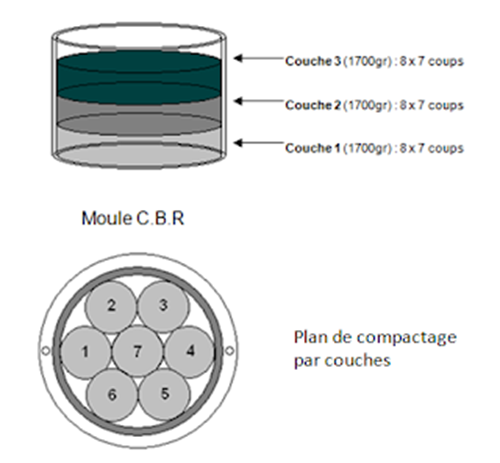 Couche 3 (1700gr) : 8 x 7 coups
Couche 2 (1700gr) : 8 x 7 coups
Couche 1 (1700gr) : 8 x 7 coups
Moule C.B.R
2 3
1 7 4
6 5
Plan de compactage
par couches